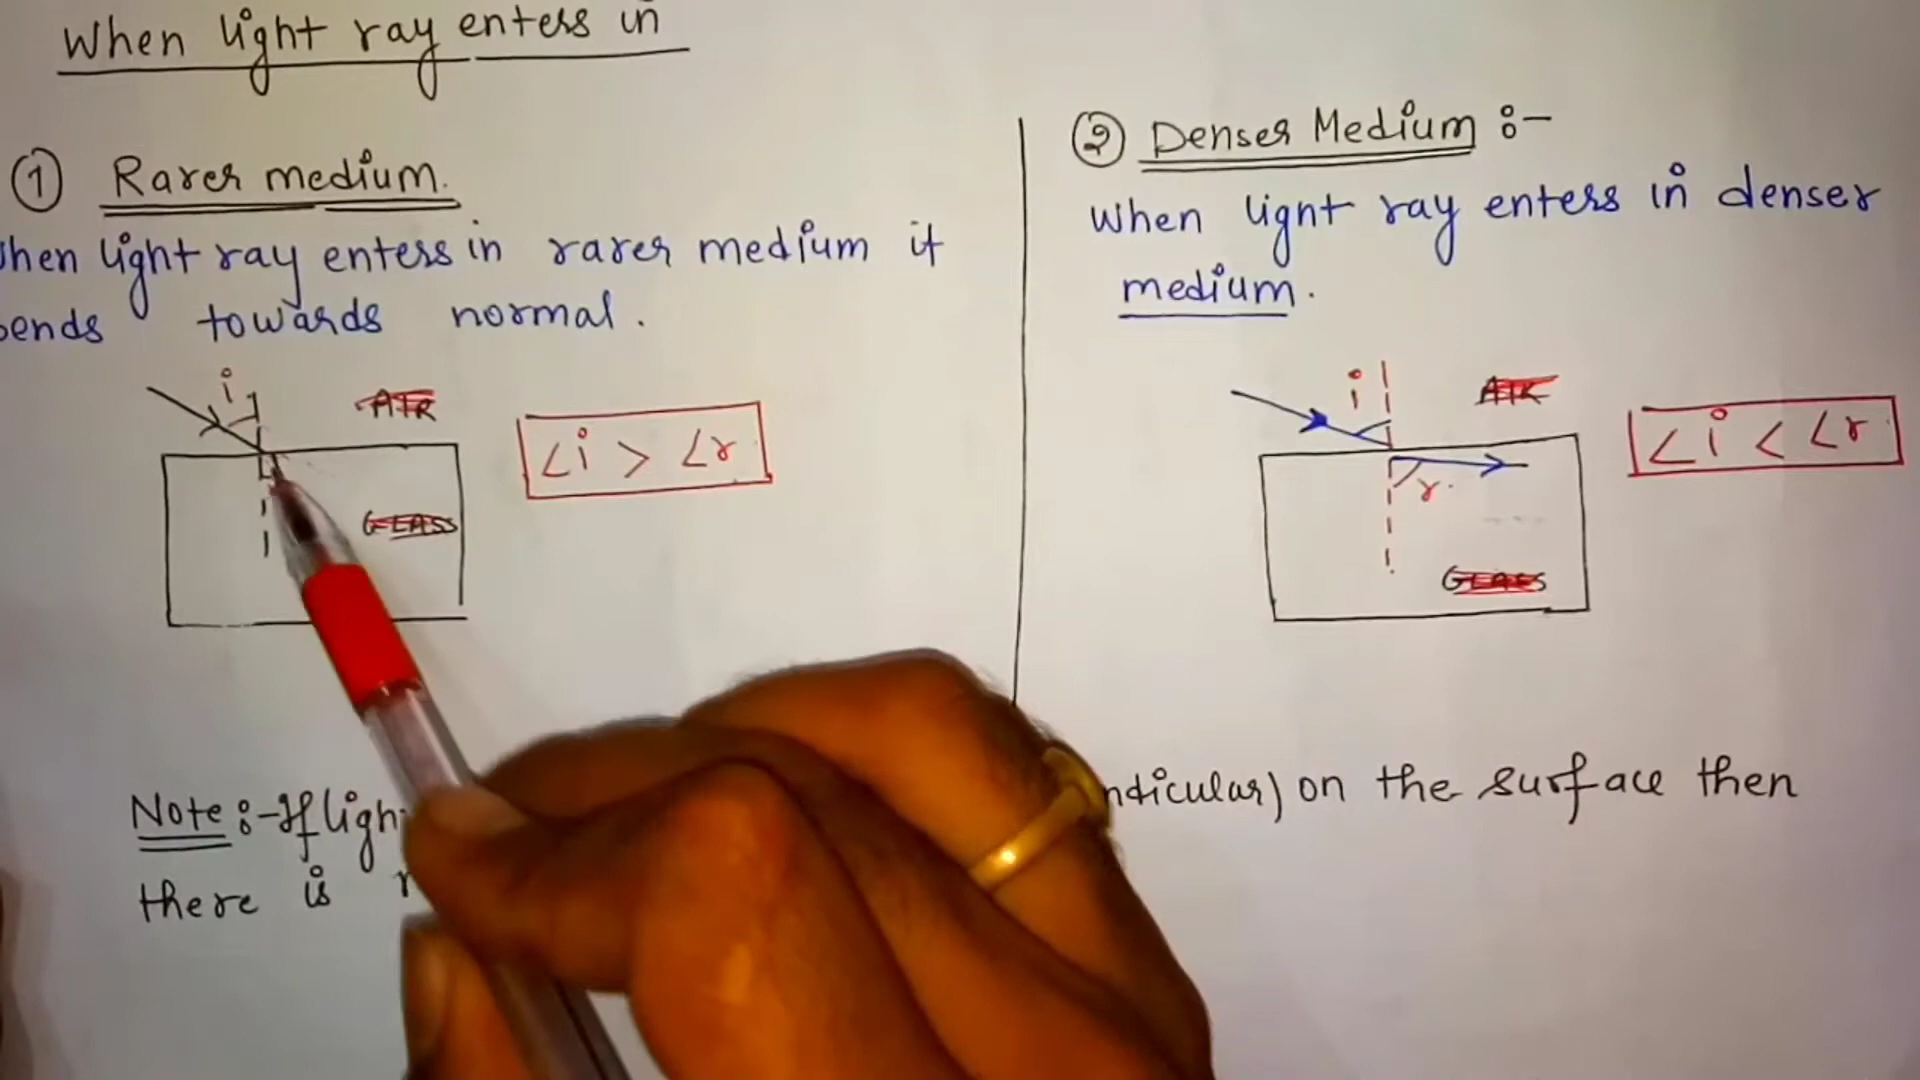 When light ray enters in
① Rarer medium.
when light ray enters in rarer medium it
bends towards normal.
i
AIR
∠i > ∠r
GLASS
② Denser Medium :-
When light ray enters in denser
medium.
i
AIR
∠i < ∠r
r.
GLASS
Note :- If light ndicular) on the surface then
there is